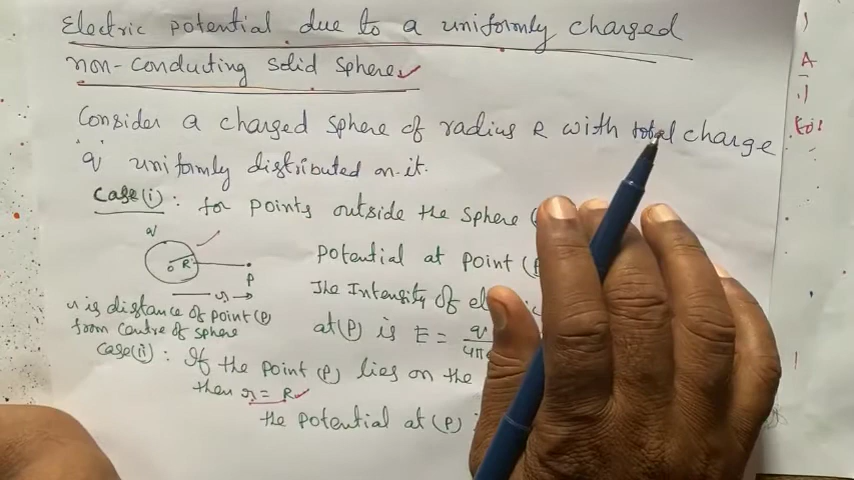 Electric potential due to a uniformly charged
non-conducting solid sphere
Consider a charged sphere of radius R with total charge
'q' uniformly distributed on it.
Case(i): for points outside the sphere (
q
R
P
r
Potential at point (P
The Intensity of el
r is distance of point(P)
from centre of sphere
at(P) is E = q
4π
Case(ii): If the point (P) lies on the
then r = R
the potential at (P)
A